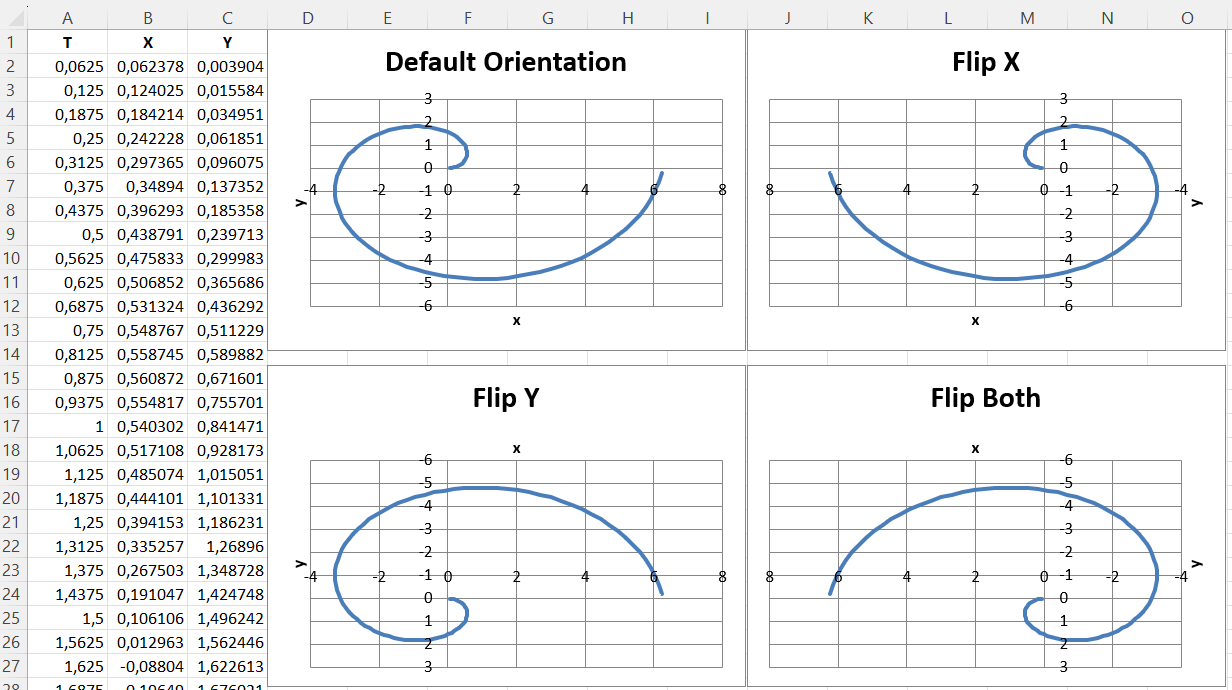 A B C D E F G H I J K L M N O
1 T X Y
2 0,0625 0,062378 0,003904
3 0,125 0,124025 0,015584
4 0,1875 0,184214 0,034951
5 0,25 0,242228 0,061851
6 0,3125 0,297365 0,096075
7 0,375 0,34894 0,137352
8 0,4375 0,396293 0,185358
9 0,5 0,438791 0,239713
10 0,5625 0,475833 0,299983
11 0,625 0,506852 0,365686
12 0,6875 0,531324 0,436292
13 0,75 0,548767 0,511229
14 0,8125 0,558745 0,589882
15 0,875 0,560872 0,671601
16 0,9375 0,554817 0,755701
17 1 0,540302 0,841471
18 1,0625 0,517108 0,928173
19 1,125 0,485074 1,015051
20 1,1875 0,444101 1,101331
21 1,25 0,394153 1,186231
22 1,3125 0,335257 1,26896
23 1,375 0,267503 1,348728
24 1,4375 0,191047 1,424748
25 1,5 0,106106 1,496242
26 1,5625 0,012963 1,562446
27 1,625 -0,08804 1,622613
Default Orientation
3
2
1
0
-4 -2 -1 0 2 4 6 8
y
-2
-3
-4
-5
-6
x
Flip X
3
2
1
0
8 6 4 2 0 -1 -2 -4
y
-2
-3
-4
-5
-6
x
Flip Y
x
-6
-5
-4
-3
-2
y
-4 -2 -1 0 2 4 6 8
0
1
2
3
Flip Both
x
-6
-5
-4
-3
-2
y
8 6 4 2 0 -1 -2 -4
0
1
2
3